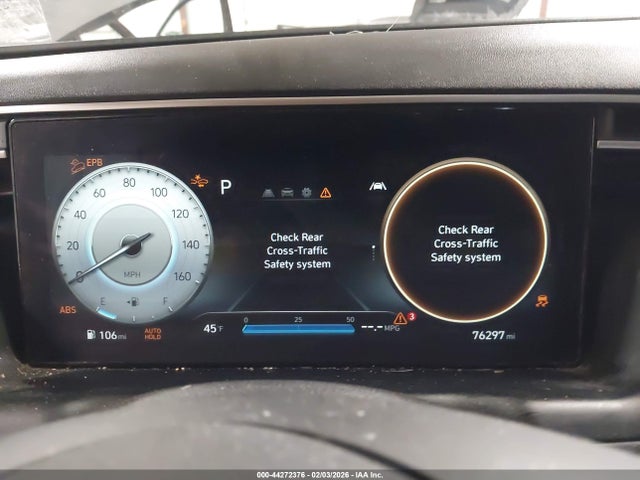 EPB
80
60
100
40
120
20
140
0
160
MPH
E
F
ABS
106mi
AUTO
HOLD
P
Check Rear
Cross-Traffic
Safety system
45°F
0
25
50
--.- MPG
3
Check Rear
Cross-Traffic
Safety system
76297 mi
000-44272376 | 02/03/2026 - IAA Inc.